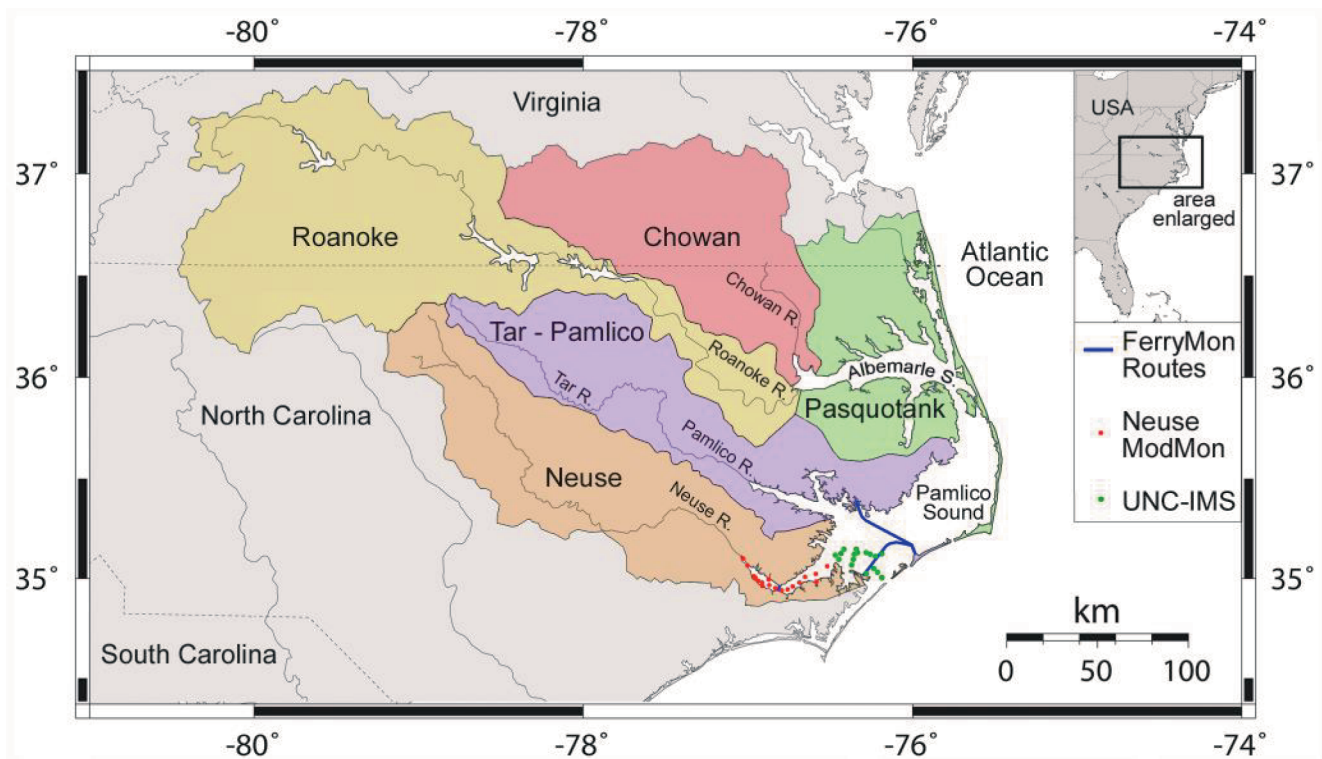 -80˚ -78˚ -76˚ -74˚
Virginia
USA
37˚ 37˚
area
enlarged
Roanoke
Chowan
Atlantic
Ocean
Chowan R.
Tar - Pamlico
FerryMon
Routes
Roanoke R.
Albemarle S.
36˚ 36˚
Tar R.
North Carolina
Pasquotank
Neuse
ModMon
Pamlico R.
Neuse
Pamlico
Sound
Neuse R.
UNC-IMS
35˚ 35˚
km
South Carolina
0 50 100
-80˚ -78˚ -76˚ -74˚